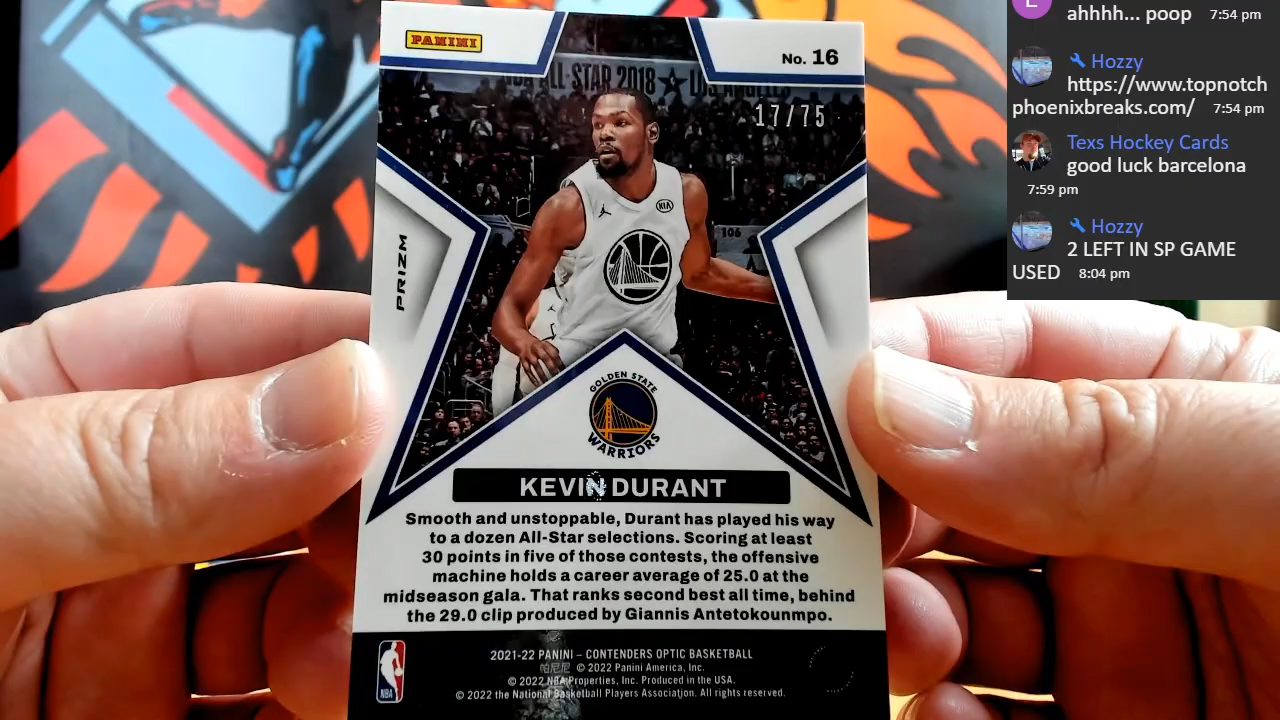 PANINI
No. 16
ALL-STAR 2018
17/75
KIA
106
PRIZM
GOLDEN STATE
WARRIORS
KEVIN DURANT
Smooth and unstoppable, Durant has played his way
to a dozen All-Star selections. Scoring at least
30 points in five of those contests, the offensive
machine holds a career average of 25.0 at the
midseason gala. That ranks second best all time, behind
the 29.0 clip produced by Giannis Antetokounmpo.
NBA
2021-22 PANINI – CONTENDERS OPTIC BASKETBALL
帕尼尼 © 2022 Panini America, Inc.
© 2022 NBA Properties, Inc. Produced in the USA.
© 2022 the National Basketball Players Association. All rights reserved.
L
ahhhh... poop 7:54 pm
Hozzy
https://www.topnotch
phoenixbreaks.com/ 7:54 pm
Texs Hockey Cards
good luck barcelona
7:59 pm
Hozzy
2 LEFT IN SP GAME
USED 8:04 pm